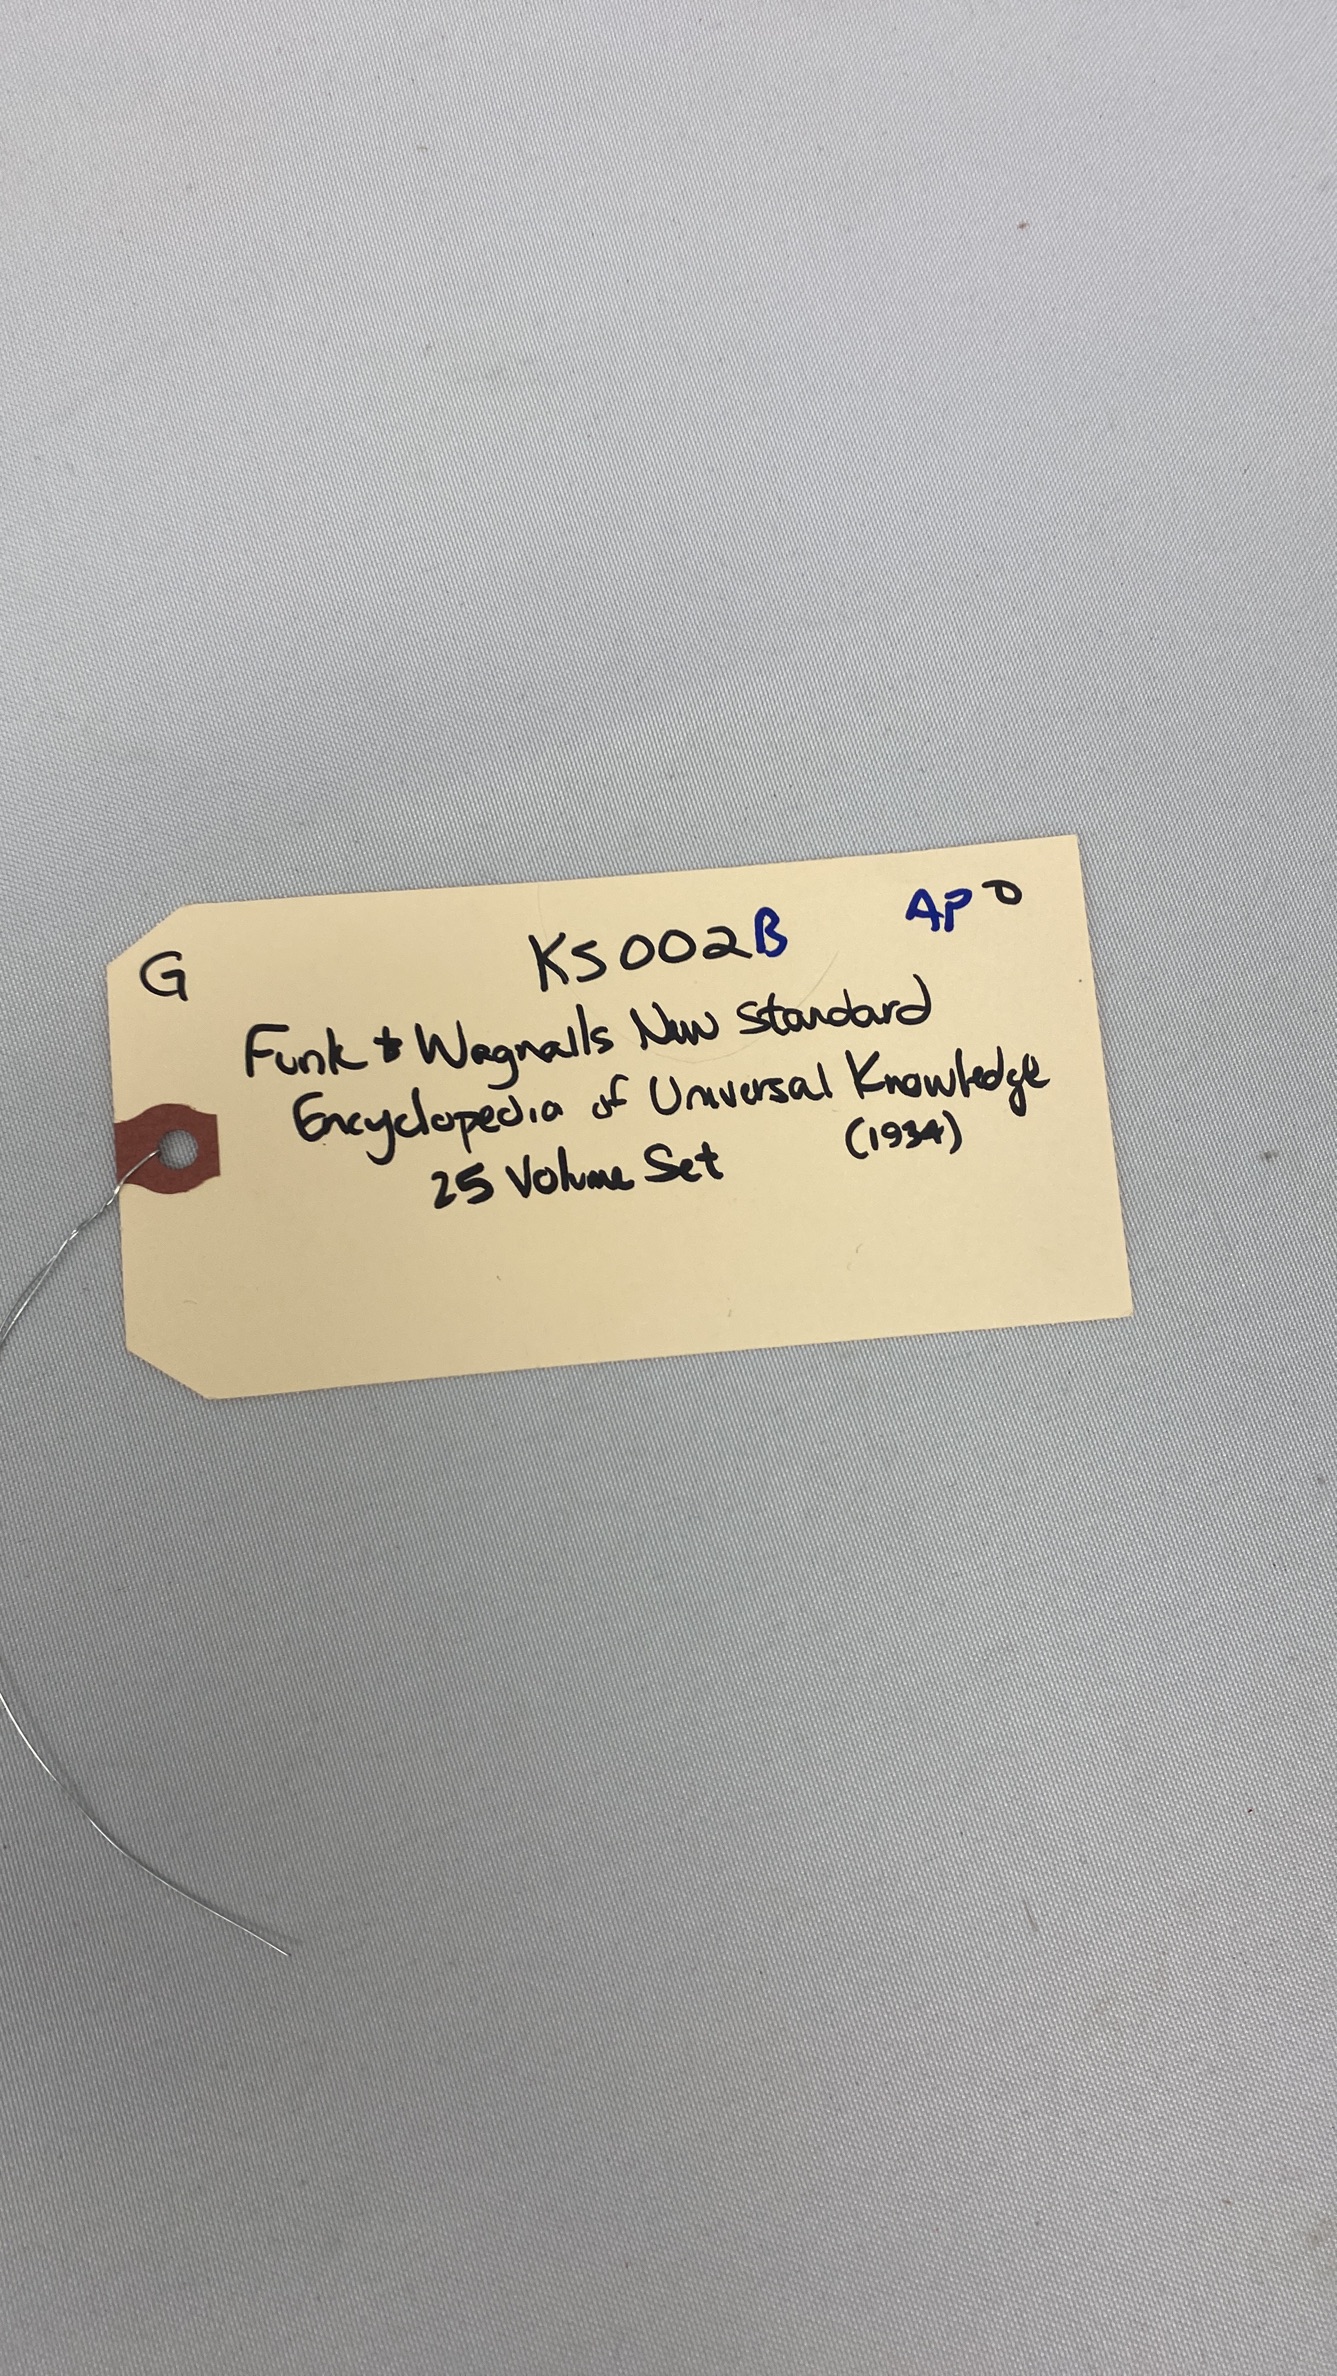 G KS002B AP D
Funk & Wagnalls New Standard
Encyclopedia of Universal Knowledge
25 Volume Set (1934)